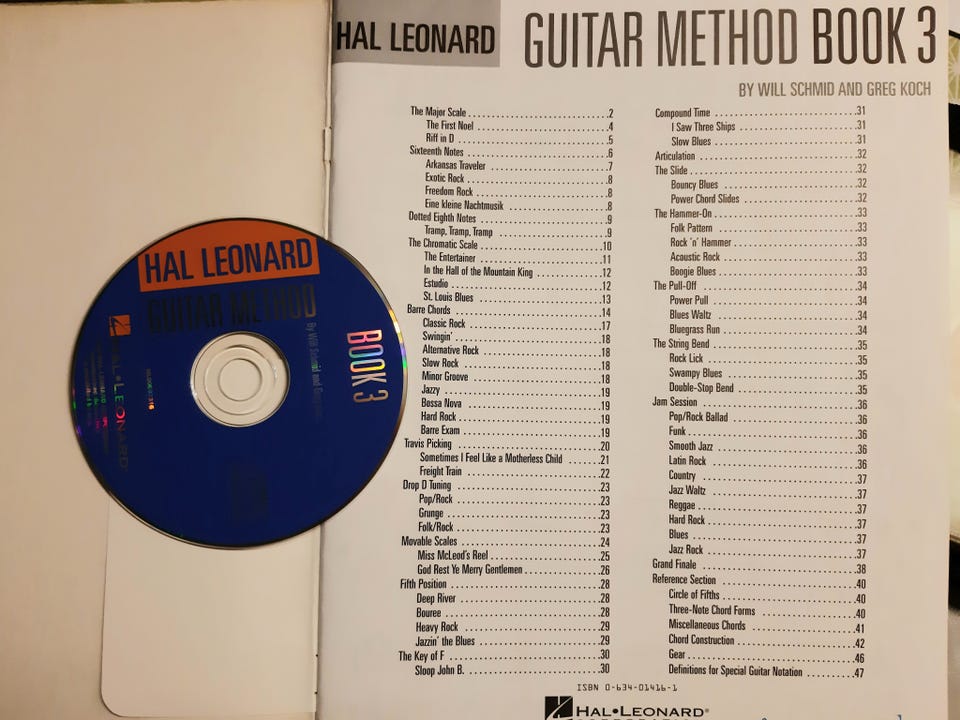 HAL LEONARD
GUITAR METHOD BOOK 3
BY WILL SCHMID AND GREG KOCH
The Major Scale . . . . . . . . . . . . . . . . . . . . . . . . .2
The First Noel . . . . . . . . . . . . . . . . . . . . . . . .4
Riff in D . . . . . . . . . . . . . . . . . . . . . . . . . . . .5
Sixteenth Notes . . . . . . . . . . . . . . . . . . . . . . . . .6
Arkansas Traveler . . . . . . . . . . . . . . . . . . . . .7
Exotic Rock . . . . . . . . . . . . . . . . . . . . . . . . . .8
Freedom Rock . . . . . . . . . . . . . . . . . . . . . . . .8
Eine kleine Nachtmusik . . . . . . . . . . . . . . . . .8
Dotted Eighth Notes . . . . . . . . . . . . . . . . . . . . . .9
Tramp, Tramp, Tramp . . . . . . . . . . . . . . . . . . .9
The Chromatic Scale . . . . . . . . . . . . . . . . . . . . .10
The Entertainer . . . . . . . . . . . . . . . . . . . . . . .11
In the Hall of the Mountain King . . . . . . . . . . .12
Estudio . . . . . . . . . . . . . . . . . . . . . . . . . . . . .12
St. Louis Blues . . . . . . . . . . . . . . . . . . . . . . .13
Barre Chords . . . . . . . . . . . . . . . . . . . . . . . . . . .14
Classic Rock . . . . . . . . . . . . . . . . . . . . . . . . .17
Swingin' . . . . . . . . . . . . . . . . . . . . . . . . . . . .18
Alternative Rock . . . . . . . . . . . . . . . . . . . . . .18
Slow Rock . . . . . . . . . . . . . . . . . . . . . . . . . . .18
Minor Groove . . . . . . . . . . . . . . . . . . . . . . . .18
Jazzy . . . . . . . . . . . . . . . . . . . . . . . . . . . . . .19
Bossa Nova . . . . . . . . . . . . . . . . . . . . . . . . . .19
Hard Rock . . . . . . . . . . . . . . . . . . . . . . . . . . .19
Barre Exam . . . . . . . . . . . . . . . . . . . . . . . . . .19
Travis Picking . . . . . . . . . . . . . . . . . . . . . . . . . . .20
Sometimes I Feel Like a Motherless Child . . . . .21
Freight Train . . . . . . . . . . . . . . . . . . . . . . . . .22
Drop D Tuning . . . . . . . . . . . . . . . . . . . . . . . . . .23
Pop/Rock . . . . . . . . . . . . . . . . . . . . . . . . . . . .23
Grunge . . . . . . . . . . . . . . . . . . . . . . . . . . . . .23
Folk/Rock . . . . . . . . . . . . . . . . . . . . . . . . . . .23
Movable Scales . . . . . . . . . . . . . . . . . . . . . . . . .24
Miss McLeod's Reel . . . . . . . . . . . . . . . . . . . .25
God Rest Ye Merry Gentlemen . . . . . . . . . . . . .26
Fifth Position . . . . . . . . . . . . . . . . . . . . . . . . . . .28
Deep River . . . . . . . . . . . . . . . . . . . . . . . . . . .28
Bouree . . . . . . . . . . . . . . . . . . . . . . . . . . . . .28
Heavy Rock . . . . . . . . . . . . . . . . . . . . . . . . . .29
Jazzin' the Blues . . . . . . . . . . . . . . . . . . . . . .29
The Key of F . . . . . . . . . . . . . . . . . . . . . . . . . . .30
Sloop John B. . . . . . . . . . . . . . . . . . . . . . . . . .30
Compound Time . . . . . . . . . . . . . . . . . . . . . . . .31
I Saw Three Ships . . . . . . . . . . . . . . . . . . . . .31
Slow Blues . . . . . . . . . . . . . . . . . . . . . . . . . .31
Articulation . . . . . . . . . . . . . . . . . . . . . . . . . . . .32
The Slide . . . . . . . . . . . . . . . . . . . . . . . . . . . . . .32
Bouncy Blues . . . . . . . . . . . . . . . . . . . . . . . . .32
Power Chord Slides . . . . . . . . . . . . . . . . . . . .32
The Hammer-On . . . . . . . . . . . . . . . . . . . . . . . .33
Folk Pattern . . . . . . . . . . . . . . . . . . . . . . . . . .33
Rock 'n' Hammer . . . . . . . . . . . . . . . . . . . . . .33
Acoustic Rock . . . . . . . . . . . . . . . . . . . . . . . .33
Boogie Blues . . . . . . . . . . . . . . . . . . . . . . . . .33
The Pull-Off . . . . . . . . . . . . . . . . . . . . . . . . . . . .34
Power Pull . . . . . . . . . . . . . . . . . . . . . . . . . . .34
Blues Waltz . . . . . . . . . . . . . . . . . . . . . . . . . .34
Bluegrass Run . . . . . . . . . . . . . . . . . . . . . . . .34
The String Bend . . . . . . . . . . . . . . . . . . . . . . . . .35
Rock Lick . . . . . . . . . . . . . . . . . . . . . . . . . . . .35
Swampy Blues . . . . . . . . . . . . . . . . . . . . . . . .35
Double-Stop Bend . . . . . . . . . . . . . . . . . . . . .35
Jam Session . . . . . . . . . . . . . . . . . . . . . . . . . . .36
Pop/Rock Ballad . . . . . . . . . . . . . . . . . . . . . . .36
Funk . . . . . . . . . . . . . . . . . . . . . . . . . . . . . . .36
Smooth Jazz . . . . . . . . . . . . . . . . . . . . . . . . .36
Latin Rock . . . . . . . . . . . . . . . . . . . . . . . . . . .36
Country . . . . . . . . . . . . . . . . . . . . . . . . . . . . .37
Jazz Waltz . . . . . . . . . . . . . . . . . . . . . . . . . . .37
Reggae . . . . . . . . . . . . . . . . . . . . . . . . . . . . .37
Hard Rock . . . . . . . . . . . . . . . . . . . . . . . . . . .37
Blues . . . . . . . . . . . . . . . . . . . . . . . . . . . . . .37
Jazz Rock . . . . . . . . . . . . . . . . . . . . . . . . . . .37
Grand Finale . . . . . . . . . . . . . . . . . . . . . . . . . . .38
Reference Section . . . . . . . . . . . . . . . . . . . . . . .40
Circle of Fifths . . . . . . . . . . . . . . . . . . . . . . . .40
Three-Note Chord Forms . . . . . . . . . . . . . . . .40
Miscellaneous Chords . . . . . . . . . . . . . . . . . .41
Chord Construction . . . . . . . . . . . . . . . . . . . .42
Gear . . . . . . . . . . . . . . . . . . . . . . . . . . . . . . .46
Definitions for Special Guitar Notation . . . . . . .47
ISBN 0-634-01416-1
HAL•LEONARD®
HAL LEONARD
GUITAR METHOD
By Will Schmid and Greg
BOOK 3
HAL•LEONARD